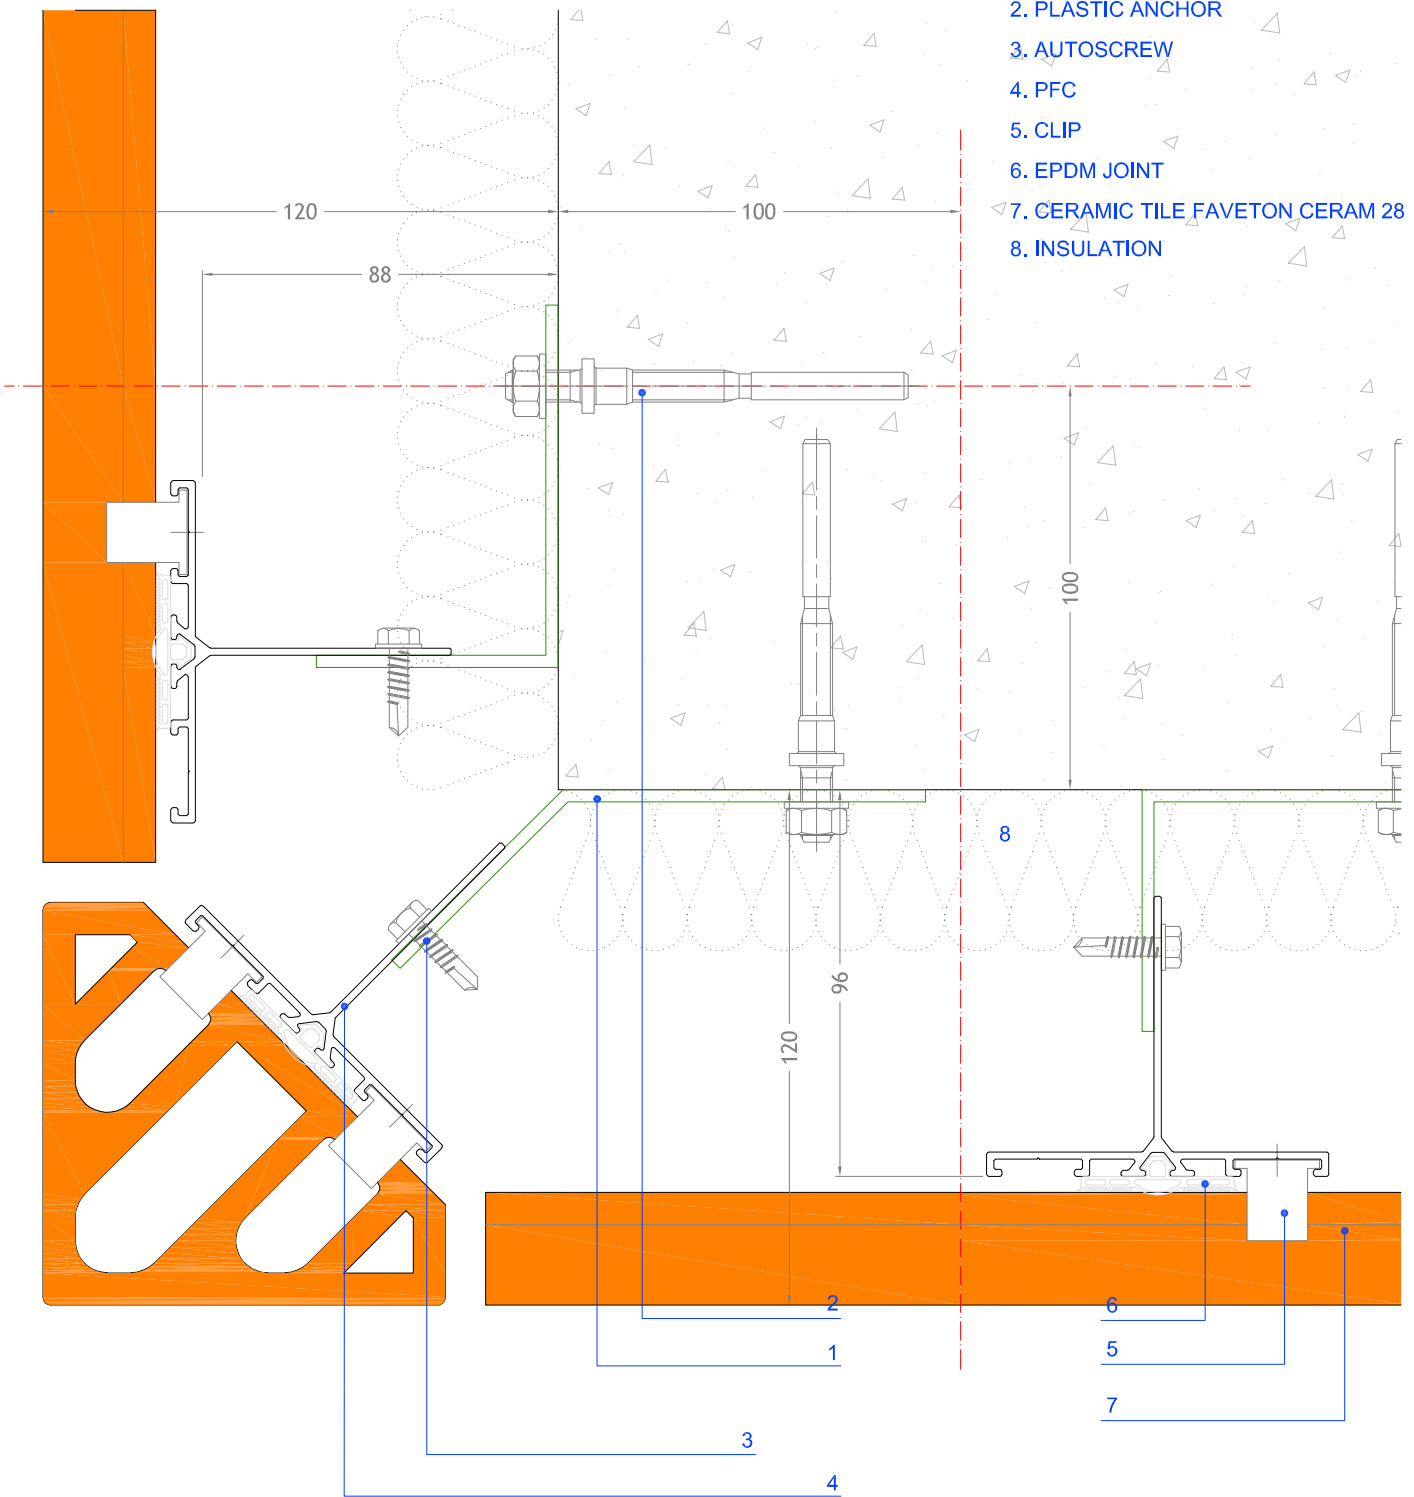 2. PLASTIC ANCHOR
3. AUTOSCREW
4. PFC
5. CLIP
6. EPDM JOINT
7. CERAMIC TILE FAVETON CERAM 28
8. INSULATION
120
100
88
100
8
96
120
2
6
1
5
7
3
4